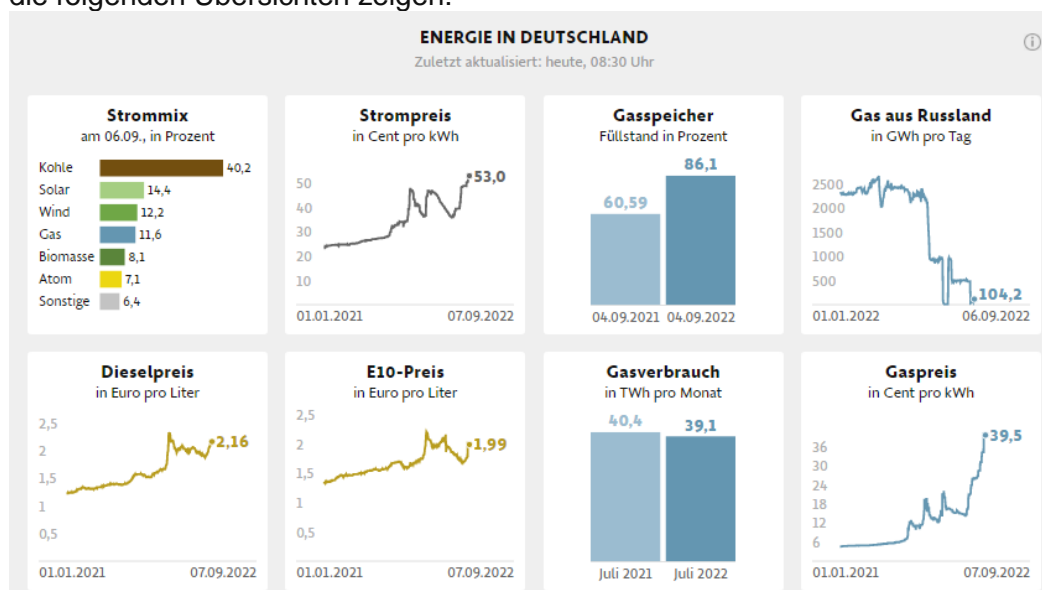 die folgenden Übersichten zeigen:
ENERGIE IN DEUTSCHLAND
Zuletzt aktualisiert: heute, 08:30 Uhr
Strommix
am 06.09., in Prozent
Kohle 40,2
Solar 14,4
Wind 12,2
Gas 11,6
Biomasse 8,1
Atom 7,1
Sonstige 6,4
Strompreis
in Cent pro kWh
53,0
50
40
30
20
10
01.01.2021 07.09.2022
Gasspeicher
Füllstand in Prozent
86,1
60,59
04.09.2021 04.09.2022
Gas aus Russland
in GWh pro Tag
2500
2000
1500
1000
500
104,2
01.01.2022 06.09.2022
Dieselpreis
in Euro pro Liter
2,5
2,16
2
1,5
1
0,5
01.01.2021 07.09.2022
E10-Preis
in Euro pro Liter
2,5
2
1,99
1,5
1
0,5
01.01.2021 07.09.2022
Gasverbrauch
in TWh pro Monat
40,4 39,1
Juli 2021 Juli 2022
Gaspreis
in Cent pro kWh
39,5
36
30
24
18
12
6
01.01.2021 07.09.2022